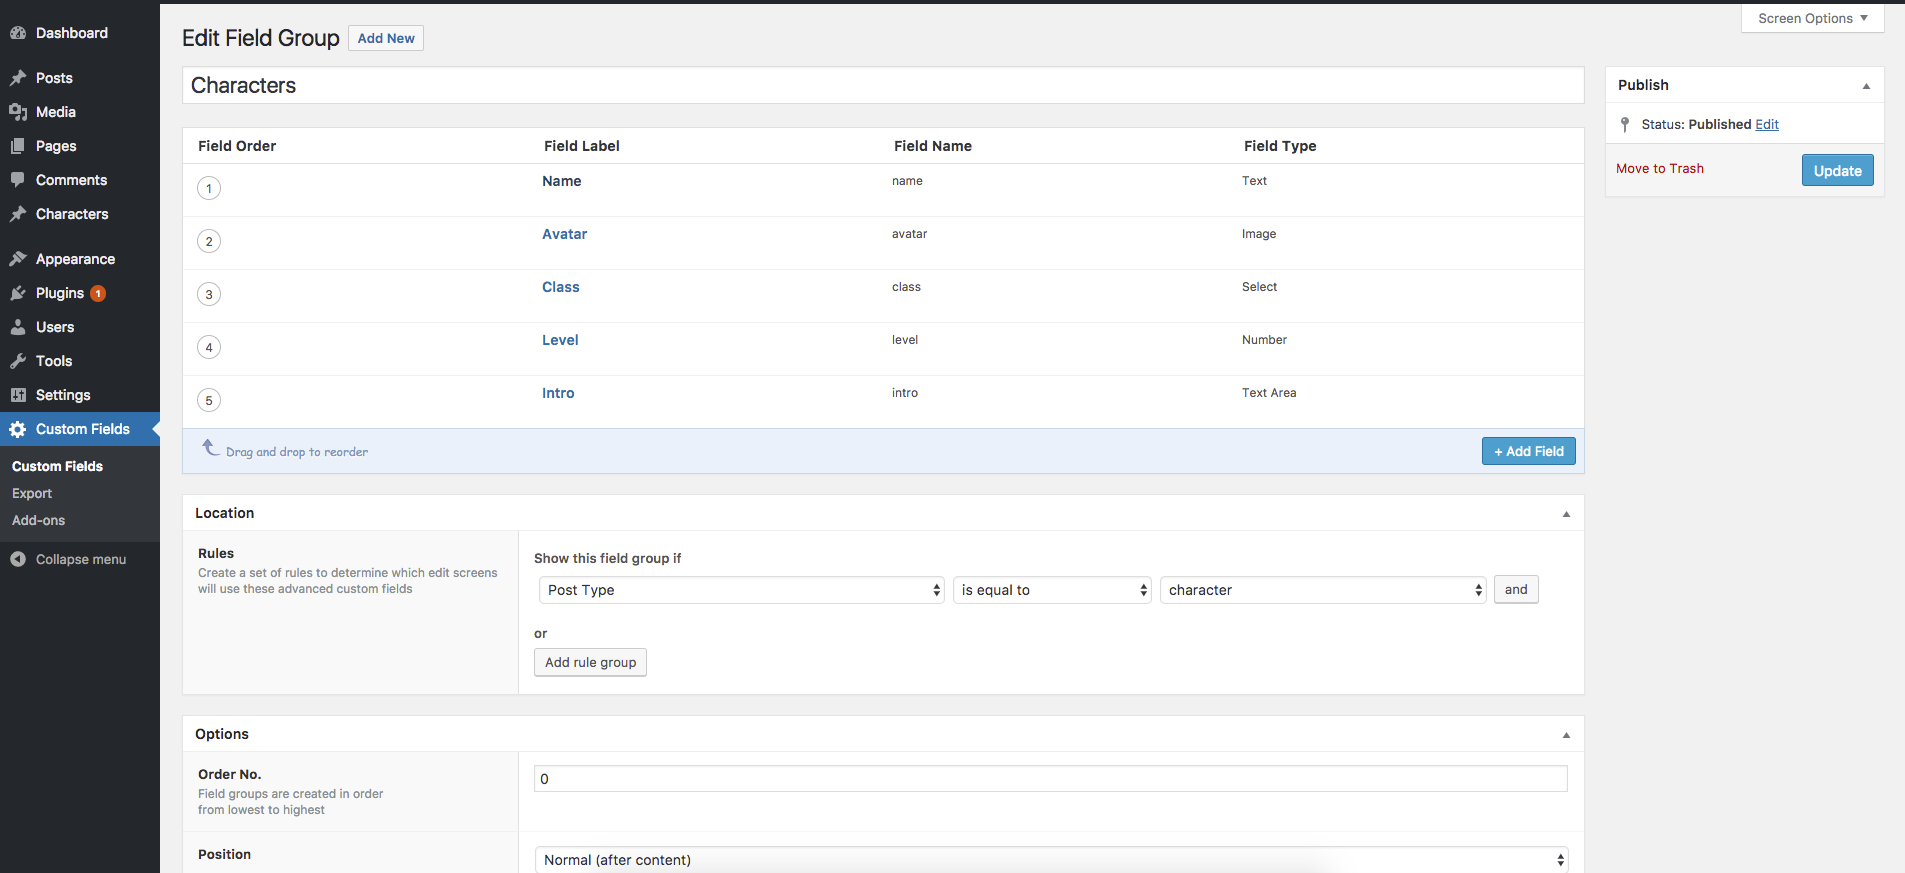 Dashboard
Posts
Media
Pages
Comments
Characters
Appearance
Plugins 1
Users
Tools
Settings
Custom Fields
Custom Fields
Export
Add-ons
Collapse menu
Screen Options
Edit Field Group Add New
Characters
Field Order Field Label Field Name Field Type
1 Name name Text
2 Avatar avatar Image
3 Class class Select
4 Level level Number
5 Intro intro Text Area
Drag and drop to reorder + Add Field
Location
Rules
Create a set of rules to determine which edit screens
will use these advanced custom fields
Show this field group if
Post Type is equal to character and
or
Add rule group
Options
Order No.
Field groups are created in order
from lowest to highest
0
Position
Normal (after content)
Publish
Status: Published Edit
Move to Trash Update